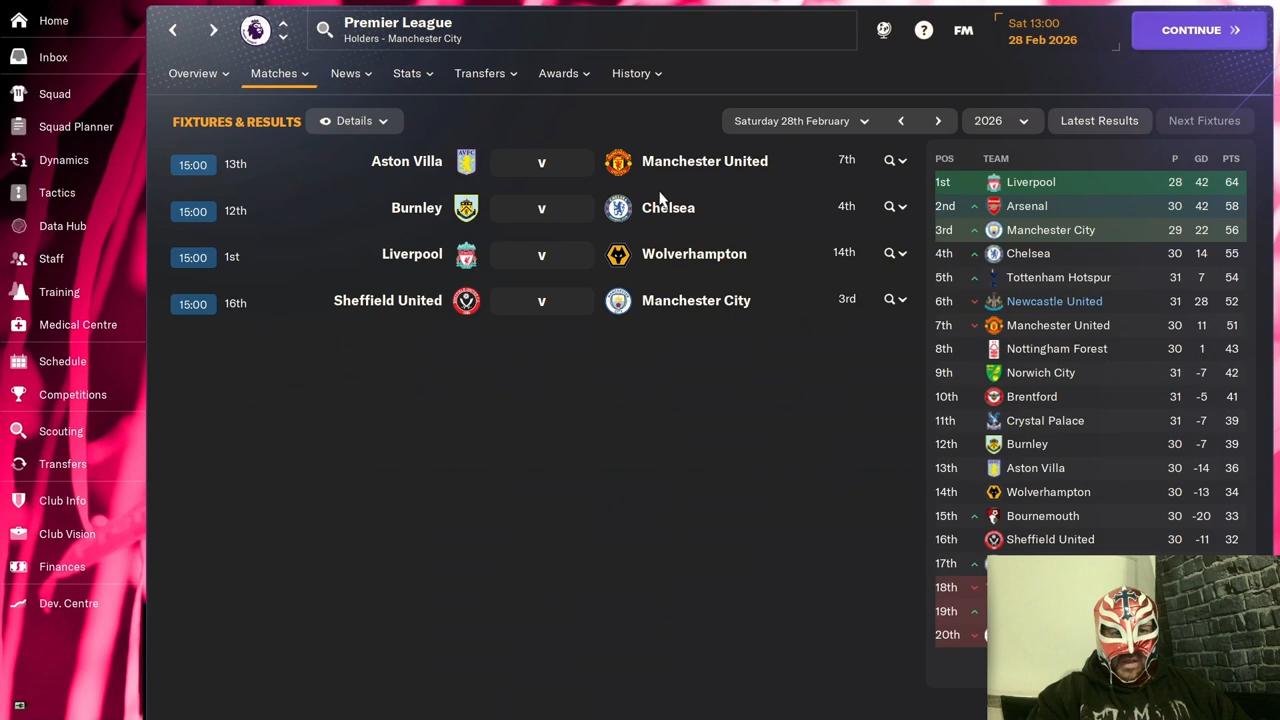 Home
Inbox
Squad
Squad Planner
Dynamics
Tactics
Data Hub
Staff
Training
Medical Centre
Schedule
Competitions
Scouting
Transfers
Club Info
Club Vision
Finances
Dev. Centre
Premier League
Holders - Manchester City
? FM
Sat 13:00
28 Feb 2026
CONTINUE
Overview Matches News Stats Transfers Awards History
FIXTURES & RESULTS Details Saturday 28th February 2026 Latest Results Next Fixtures
15:00 13th Aston Villa v Manchester United 7th
15:00 12th Burnley v Chelsea 4th
15:00 1st Liverpool v Wolverhampton 14th
15:00 16th Sheffield United v Manchester City 3rd
POS TEAM P GD PTS
1st Liverpool 28 42 64
2nd Arsenal 30 42 58
3rd Manchester City 29 22 56
4th Chelsea 30 14 55
5th Tottenham Hotspur 31 7 54
6th Newcastle United 31 28 52
7th Manchester United 30 11 51
8th Nottingham Forest 30 1 43
9th Norwich City 31 -7 42
10th Brentford 31 -5 41
11th Crystal Palace 31 -7 39
12th Burnley 30 -7 39
13th Aston Villa 30 -14 36
14th Wolverhampton 30 -13 34
15th Bournemouth 30 -20 33
16th Sheffield United 30 -11 32
17th
18th
19th
20th